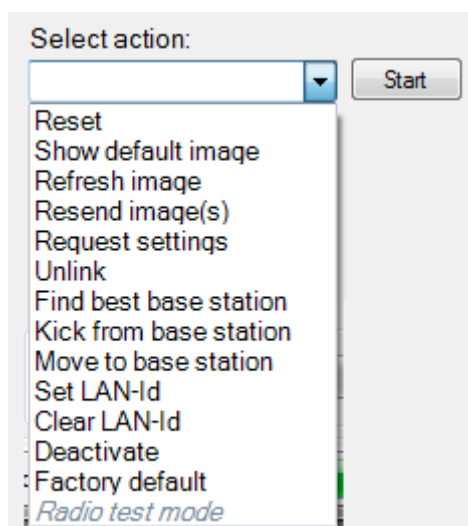 Select action:
Start
Reset
Show default image
Refresh image
Resend image(s)
Request settings
Unlink
Find best base station
Kick from base station
Move to base station
Set LAN-Id
Clear LAN-Id
Deactivate
Factory default
Radio test mode